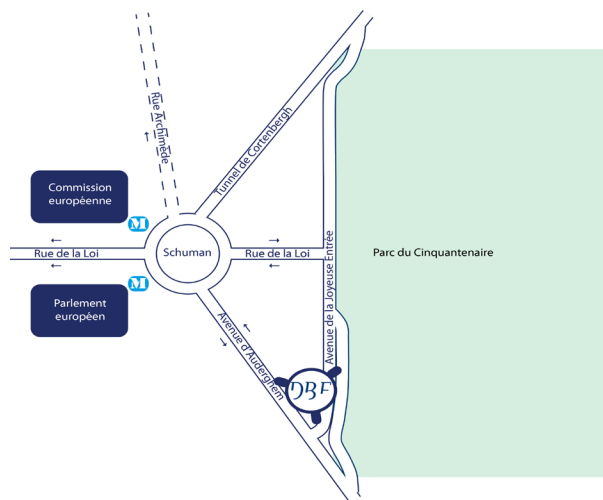 Rue Archimède
Tunnel de Cortenbergh
Commission
européenne
M
Rue de la Loi
Schuman
Rue de la Loi
Parc du Cinquantenaire
M
Parlement
européen
Avenue de la Joyeuse Entrée
Avenue d'Auderghem
DBF